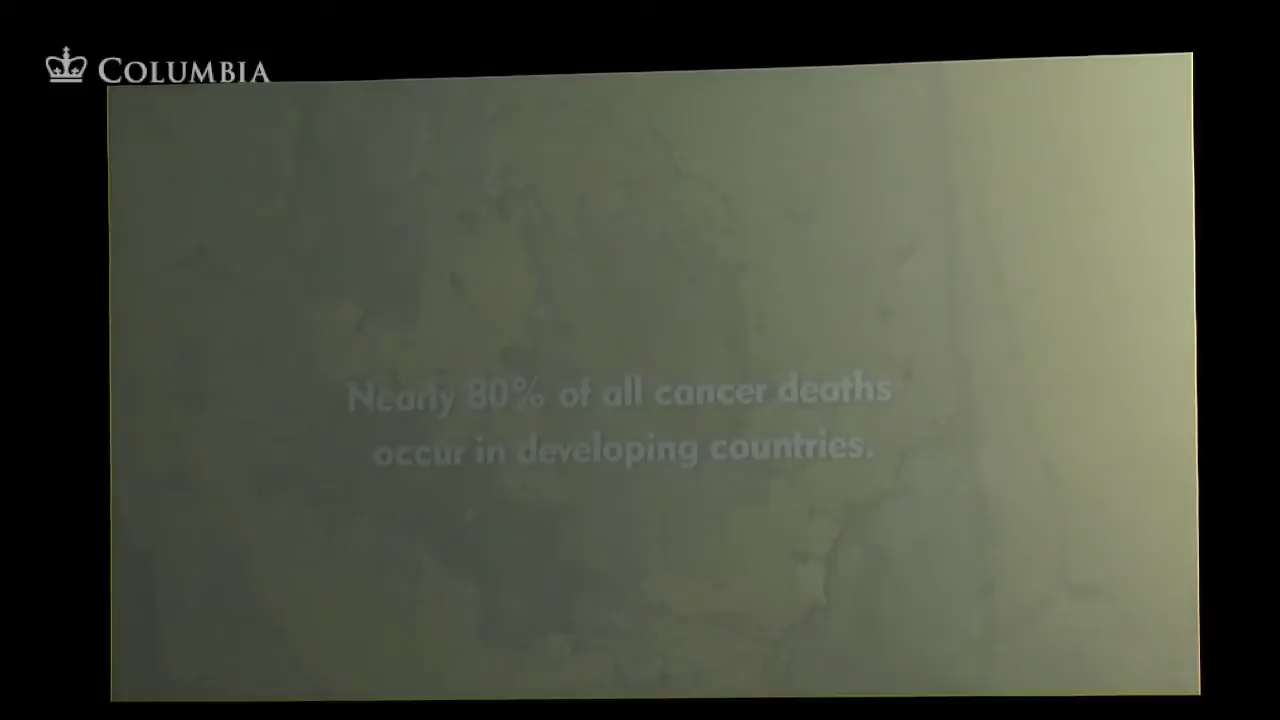 COLUMBIA
Nearly 80% of all cancer deaths
occur in developing countries.